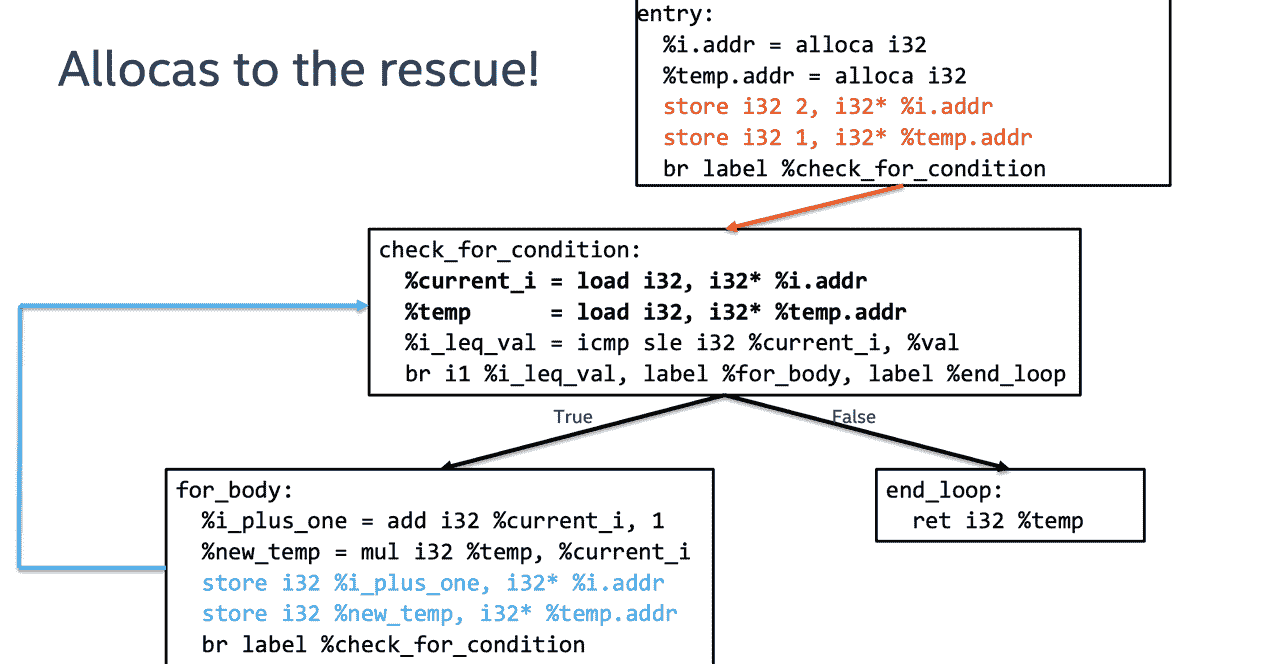 Allocas to the rescue!
entry:
%i.addr = alloca i32
%temp.addr = alloca i32
store i32 2, i32* %i.addr
store i32 1, i32* %temp.addr
br label %check_for_condition
check_for_condition:
%current_i = load i32, i32* %i.addr
%temp      = load i32, i32* %temp.addr
%i_leq_val = icmp sle i32 %current_i, %val
br i1 %i_leq_val, label %for_body, label %end_loop
True
False
for_body:
%i_plus_one = add i32 %current_i, 1
%new_temp = mul i32 %temp, %current_i
store i32 %i_plus_one, i32* %i.addr
store i32 %new_temp, i32* %temp.addr
br label %check_for_condition
end_loop:
ret i32 %temp